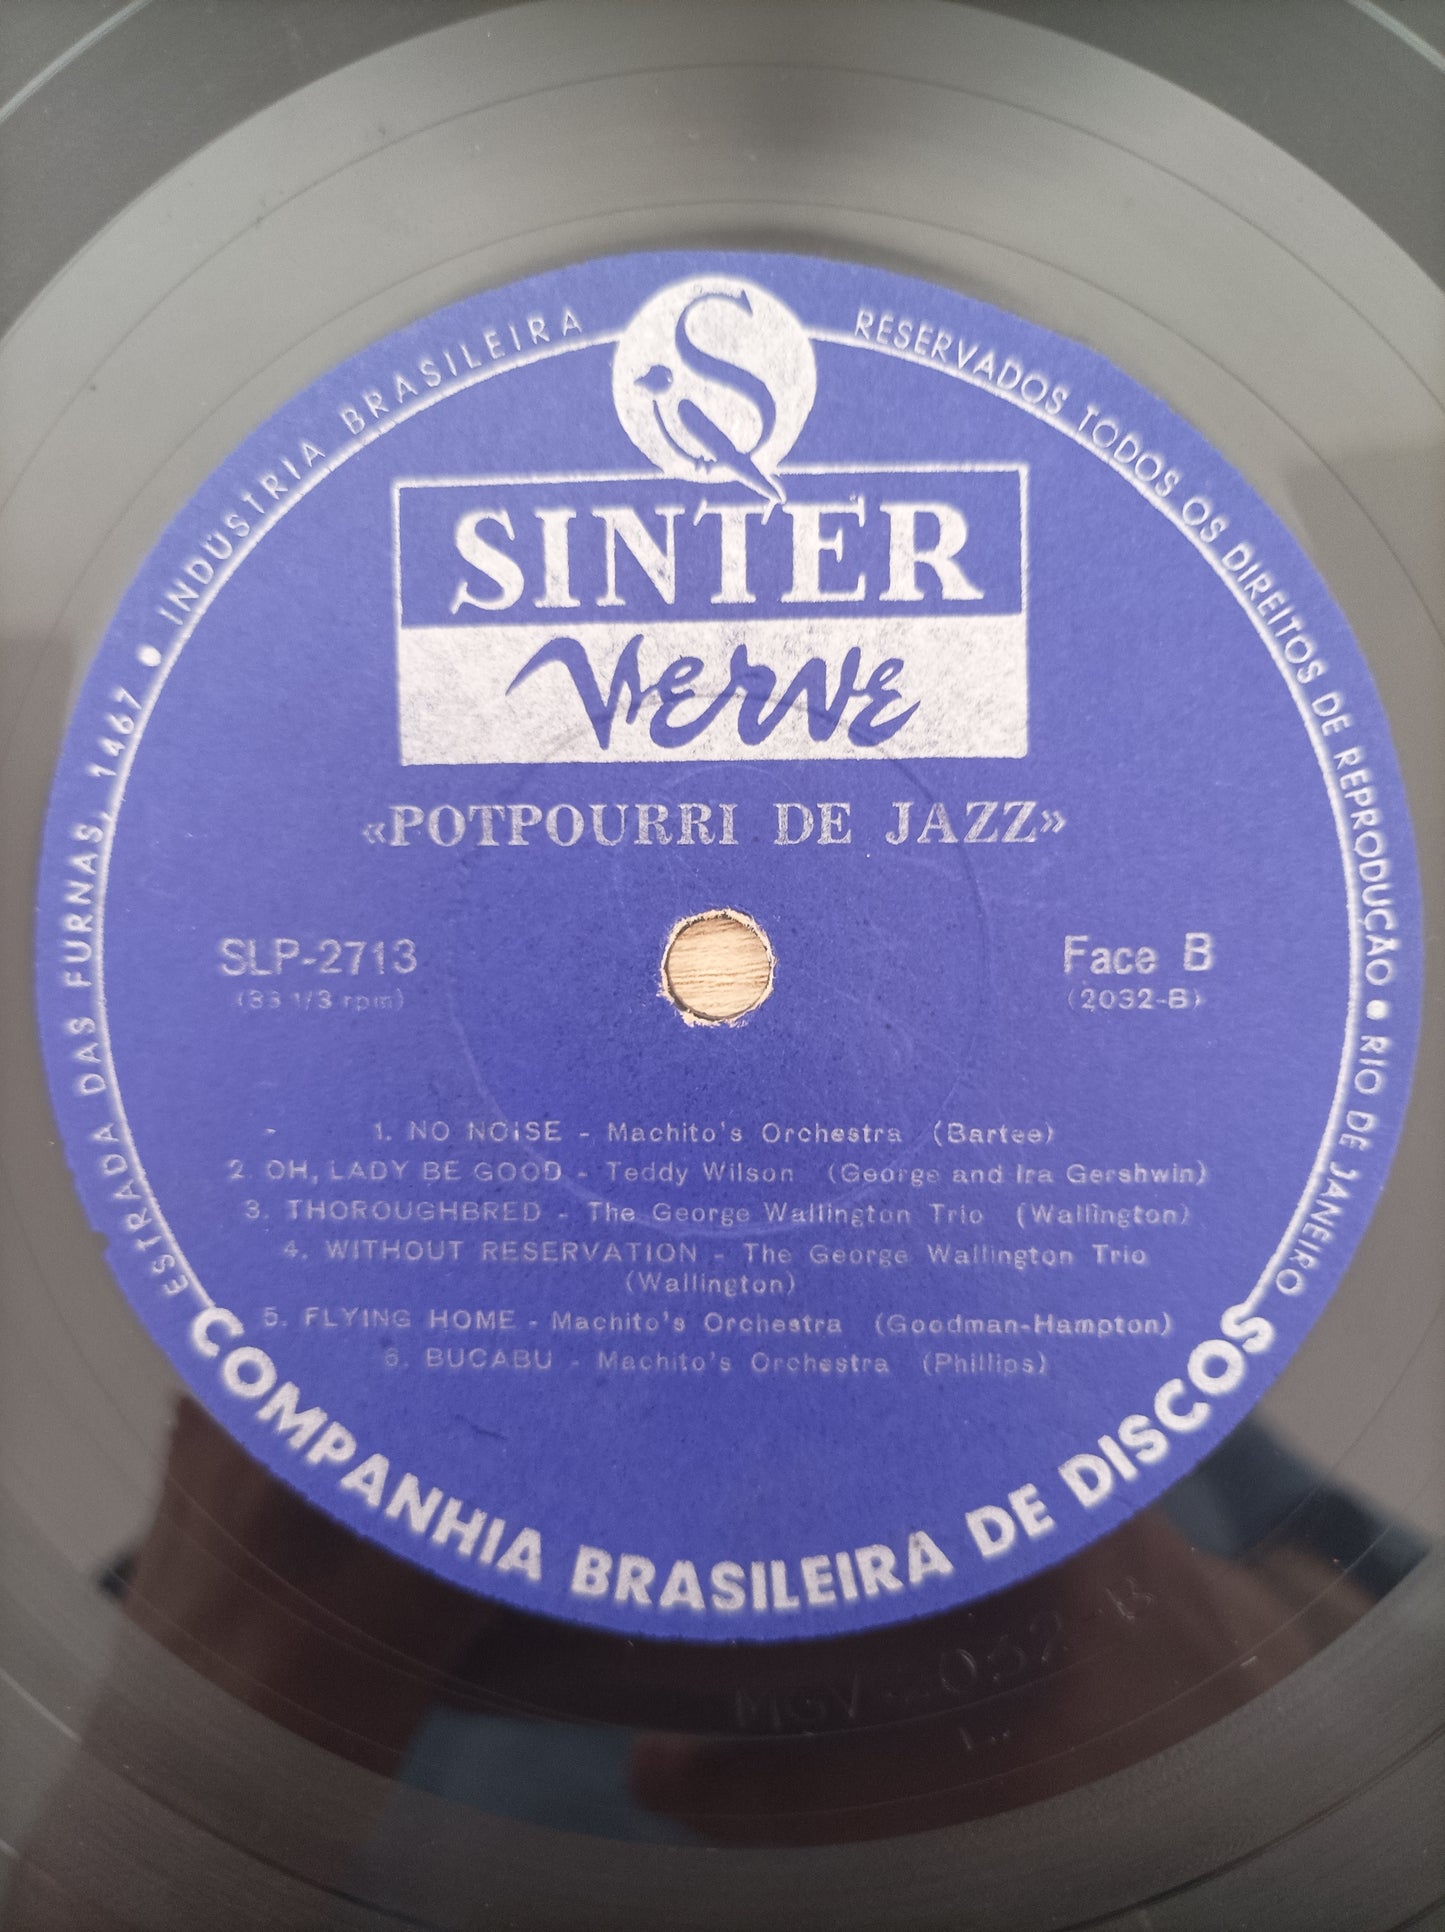 ESTRADA DAS FURNAS, 1467 • INDÚSTRIA BRASILEIRA
RESERVADOS TODOS OS DIREITOS DE REPRODUÇÃO • RIO DE JANEIRO
S
SINTER
Verve
«POTPOURRI DE JAZZ»
SLP-2713
(33 1/3 rpm)
Face B
(2032-B)
1. NO NOISE - Machito's Orchestra (Bartee)
2. OH, LADY BE GOOD - Teddy Wilson (George and Ira Gershwin)
3. THOROUGHBRED - The George Wallington Trio (Wallington)
4. WITHOUT RESERVATION - The George Wallington Trio
(Wallington)
5. FLYING HOME - Machito's Orchestra (Goodman-Hampton)
6. BUCABU - Machito's Orchestra (Phillips)
COMPANHIA BRASILEIRA DE DISCOS
MGV-2032-B